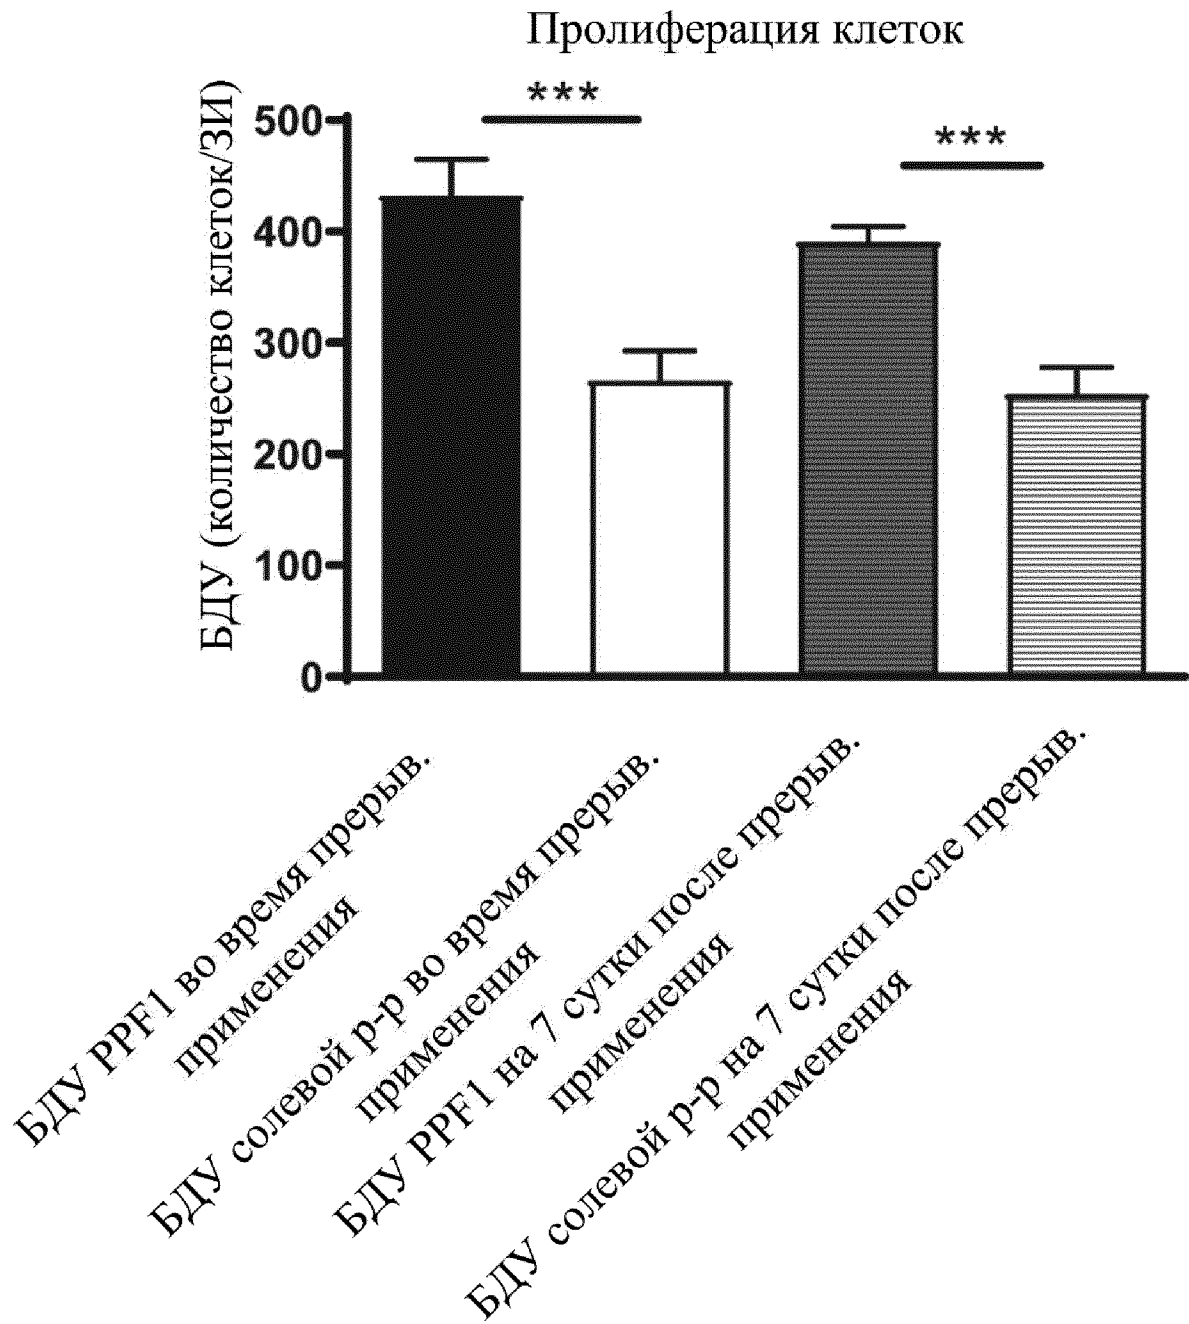 Пролиферация клеток
***
***
БДУ (количество клеток/ЗИ)
500
400
300
200
100
0
БДУ PPF1 во время прерыв.
применения
БДУ солевой р-р во время прерыв.
применения
БДУ PPF1 на 7 сутки после прерыв.
применения
БДУ солевой р-р на 7 сутки после прерыв.
применения